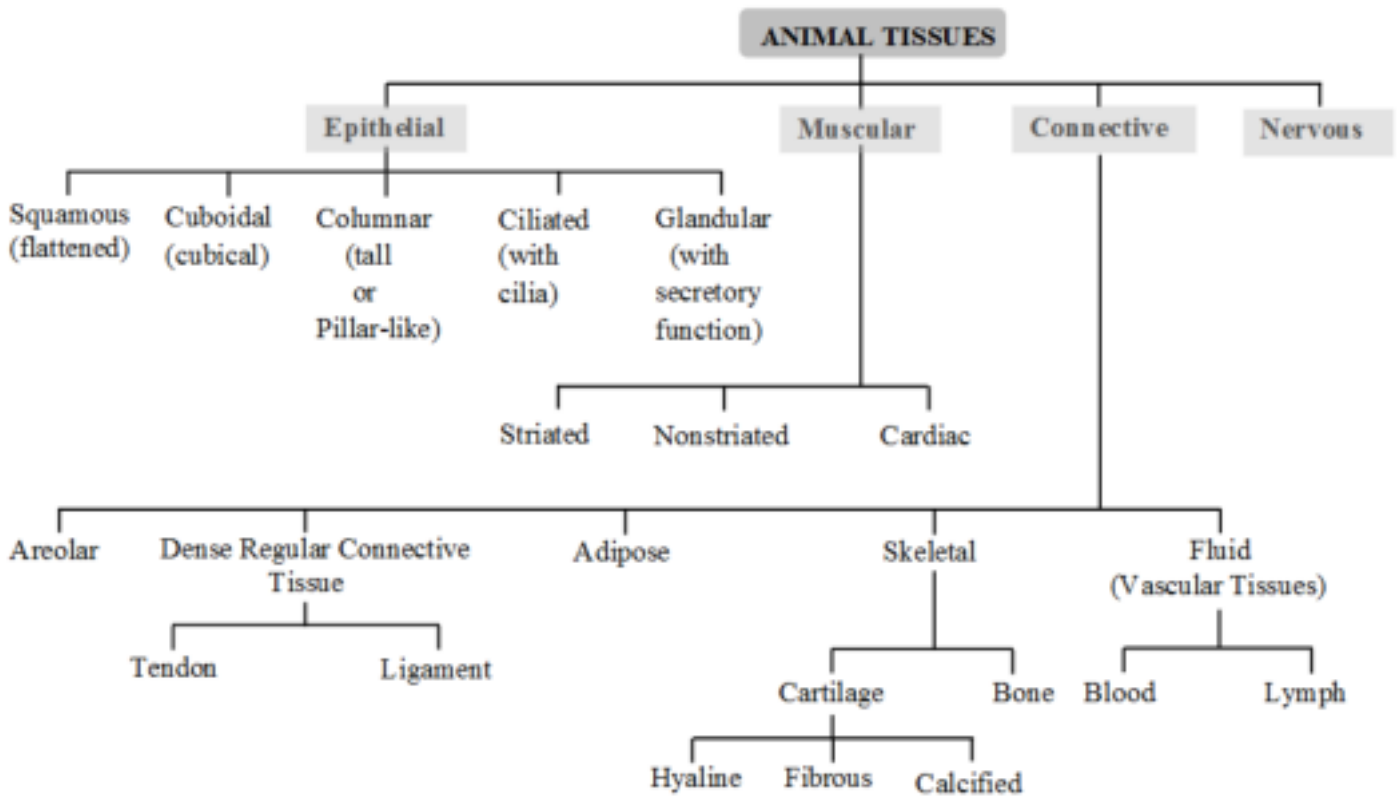 ANIMAL TISSUES
Epithelial
Muscular
Connective
Nervous
Squamous
(flattened)
Cuboidal
(cubical)
Columnar
(tall
or
Pillar-like)
Ciliated
(with
cilia)
Glandular
(with
secretory
function)
Striated
Nonstriated
Cardiac
Areolar
Dense Regular Connective
Tissue
Adipose
Skeletal
Fluid
(Vascular Tissues)
Tendon
Ligament
Cartilage
Bone
Blood
Lymph
Hyaline
Fibrous
Calcified